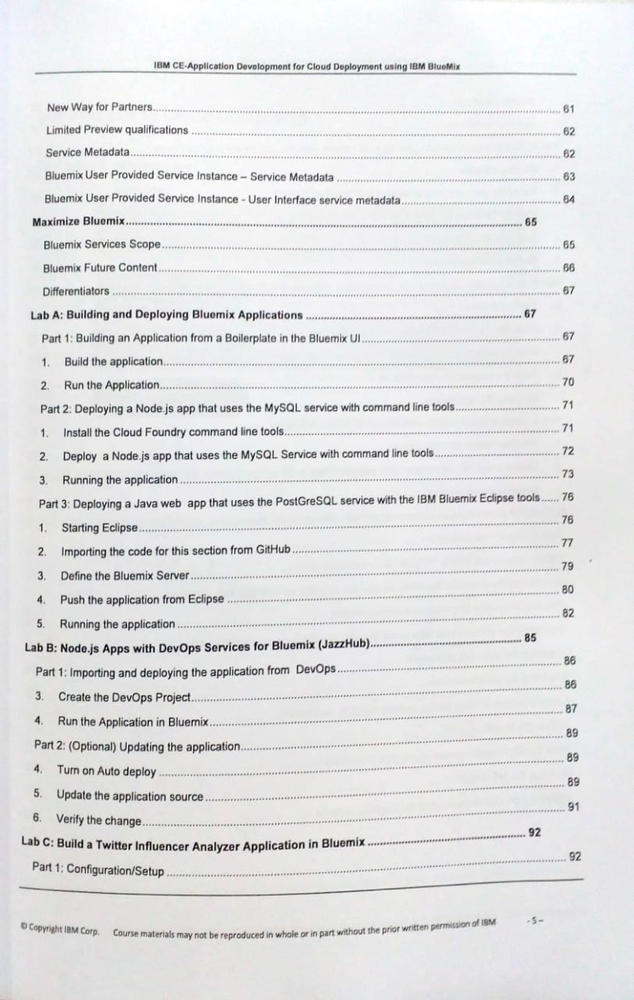 IBM CE-Application Development for Cloud Deployment using IBM BlueMix
New Way for Partners.......... 61
Limited Preview qualifications .......... 62
Service Metadata.......... 62
Bluemix User Provided Service Instance – Service Metadata .......... 63
Bluemix User Provided Service Instance - User Interface service metadata.......... 64
Maximize Bluemix.......... 65
Bluemix Services Scope.......... 65
Bluemix Future Content.......... 66
Differentiators .......... 67
Lab A: Building and Deploying Bluemix Applications .......... 67
Part 1: Building an Application from a Boilerplate in the Bluemix UI.......... 67
1. Build the application.......... 67
2. Run the Application.......... 70
Part 2: Deploying a Node.js app that uses the MySQL service with command line tools.......... 71
1. Install the Cloud Foundry command line tools.......... 71
2. Deploy a Node.js app that uses the MySQL Service with command line tools.......... 72
3. Running the application .......... 73
Part 3: Deploying a Java web app that uses the PostGreSQL service with the IBM Bluemix Eclipse tools...... 76
1. Starting Eclipse.......... 76
2. Importing the code for this section from GitHub .......... 77
3. Define the Bluemix Server.......... 79
4. Push the application from Eclipse .......... 80
5. Running the application .......... 82
Lab B: Node.js Apps with DevOps Services for Bluemix (JazzHub).......... 85
Part 1: Importing and deploying the application from DevOps.......... 86
3. Create the DevOps Project.......... 86
4. Run the Application in Bluemix.......... 87
Part 2: (Optional) Updating the application.......... 89
4. Turn on Auto deploy .......... 89
5. Update the application source .......... 89
6. Verify the change.......... 91
Lab C: Build a Twitter Influencer Analyzer Application in Bluemix .......... 92
Part 1: Configuration/Setup .......... 92
© Copyright IBM Corp. Course materials may not be reproduced in whole or in part without the prior written permission of IBM - 5 –